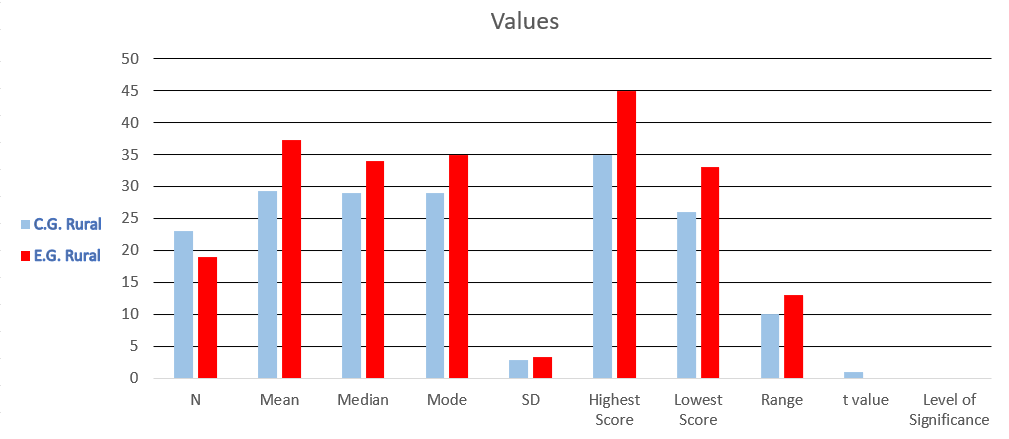 Values
50
45
40
35
30
25
20
15
10
5
0
C.G. Rural
E.G. Rural
N
Mean
Median
Mode
SD
Highest
Score
Lowest
Score
Range
t value
Level of
Significance